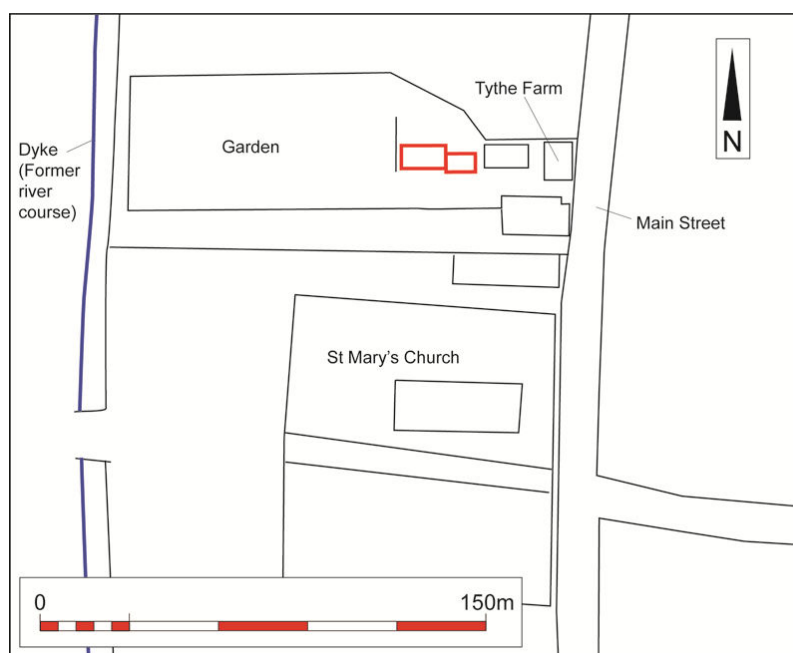 Tythe Farm
N
Garden
Dyke
(Former
river
course)
Main Street
St Mary's Church
0
150m